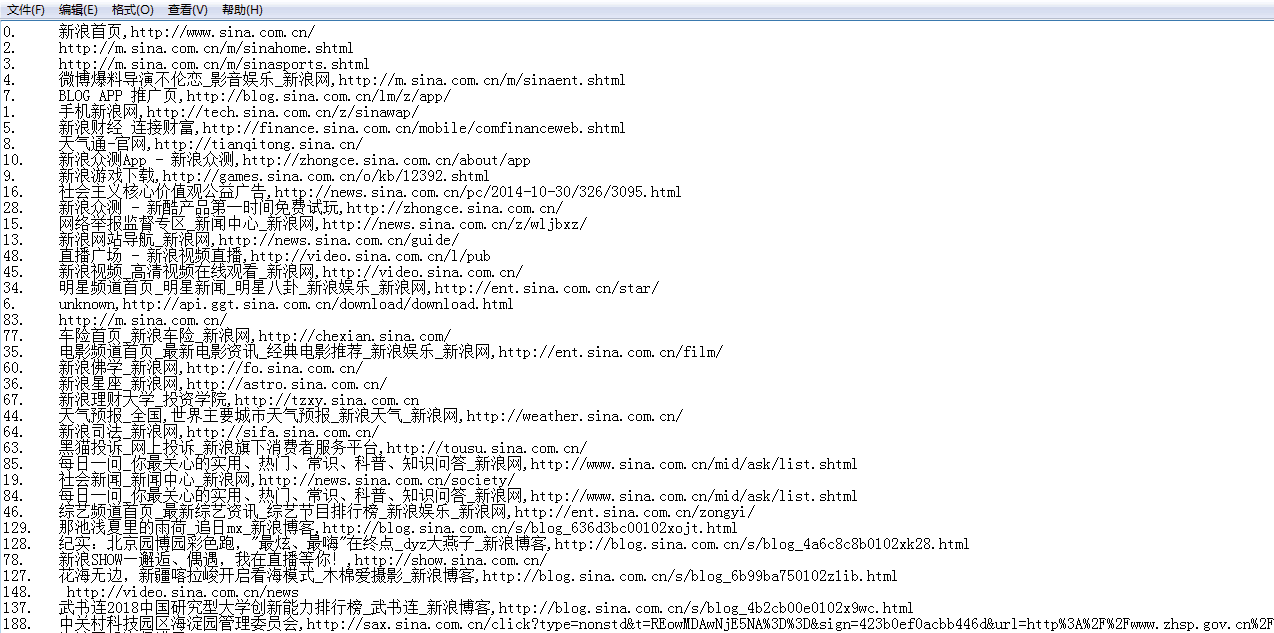 文件(F) 编辑(E) 格式(O) 查看(V) 帮助(H)
0. 新浪首页,http://www.sina.com.cn/
2. http://m.sina.com.cn/m/sinahome.shtml
3. http://m.sina.com.cn/m/sinasports.shtml
4. 微博爆料导演不伦恋_影音娱乐_新浪网,http://m.sina.com.cn/m/sinaent.shtml
7. BLOG APP 推广页,http://blog.sina.com.cn/lm/z/app/
1. 手机新浪网,http://tech.sina.com.cn/z/sinawap/
5. 新浪财经_连接财富,http://finance.sina.com.cn/mobile/comfinanceweb.shtml
8. 天气通-官网,http://tianqitong.sina.cn/
10. 新浪众测App - 新浪众测,http://zhongce.sina.com.cn/about/app
9. 新浪游戏下载,http://games.sina.com.cn/o/kb/12392.shtml
16. 社会主义核心价值观公益广告,http://news.sina.com.cn/pc/2014-10-30/326/3095.html
28. 新浪众测 - 新酷产品第一时间免费试玩,http://zhongce.sina.com.cn/
15. 网络举报监督专区_新闻中心_新浪网,http://news.sina.com.cn/z/wljbxz/
13. 新浪网站导航_新浪网,http://news.sina.com.cn/guide/
48. 直播广场 - 新浪视频直播,http://video.sina.com.cn/l/pub
45. 新浪视频_高清视频在线观看_新浪网,http://video.sina.com.cn/
34. 明星频道首页_明星新闻_明星八卦_新浪娱乐_新浪网,http://ent.sina.com.cn/star/
6. unknown,http://api.ggt.sina.com.cn/download/download.html
83. http://m.sina.com.cn/
77. 车险首页_新浪车险_新浪网,http://chexian.sina.com/
35. 电影频道首页_最新电影资讯_经典电影推荐_新浪娱乐_新浪网,http://ent.sina.com.cn/film/
60. 新浪佛学_新浪网,http://fo.sina.com.cn/
36. 新浪星座_新浪网,http://astro.sina.com.cn/
67. 新浪理财大学_投资学院,http://tzxy.sina.com.cn
44. 天气预报_全国,世界主要城市天气预报_新浪天气_新浪网,http://weather.sina.com.cn/
64. 新浪司法_新浪网,http://sifa.sina.com.cn/
63. 黑猫投诉_网上投诉_新浪旗下消费者服务平台,http://tousu.sina.com.cn/
85. 每日一问_你最关心的实用、热门、常识、科普、知识问答_新浪网,http://www.sina.com.cn/mid/ask/list.shtml
19. 社会新闻_新闻中心_新浪网,http://news.sina.com.cn/society/
84. 每日一问_你最关心的实用、热门、常识、科普、知识问答_新浪网,http://www.sina.com.cn/mid/ask/list.shtml
46. 综艺频道首页_最新综艺资讯_综艺节目排行榜_新浪娱乐_新浪网,http://ent.sina.com.cn/zongyi/
129. 那池浅夏里的雨荷_追日mx_新浪博客,http://blog.sina.com.cn/s/blog_636d3bc00102xojt.html
128. 纪实：北京园博园彩色跑，"最炫、最嗨"在终点_dyz大燕子_新浪博客,http://blog.sina.com.cn/s/blog_4a6c8c8b0102xk28.html
78. 新浪SHOW一邂逅、偶遇，我在直播等你！,http://show.sina.com.cn/
127. 花海无边，新疆喀拉峻开启看海模式_木棉爱摄影_新浪博客,http://blog.sina.com.cn/s/blog_6b99ba750102z1ib.html
148. http://video.sina.com.cn/news
137. 武书连2018中国研究型大学创新能力排行榜_武书连_新浪博客,http://blog.sina.com.cn/s/blog_4b2cb00e0102x9wc.html
188. 中关村科技园区海淀园管理委员会,http://sax.sina.com.cn/click?type=nonstd&t=REowMDAwNjE5NA%3D%3D&sign=423b0ef0acbb446d&url=http%3A%2F%2Fwww.zhsp.gov.cn%2F